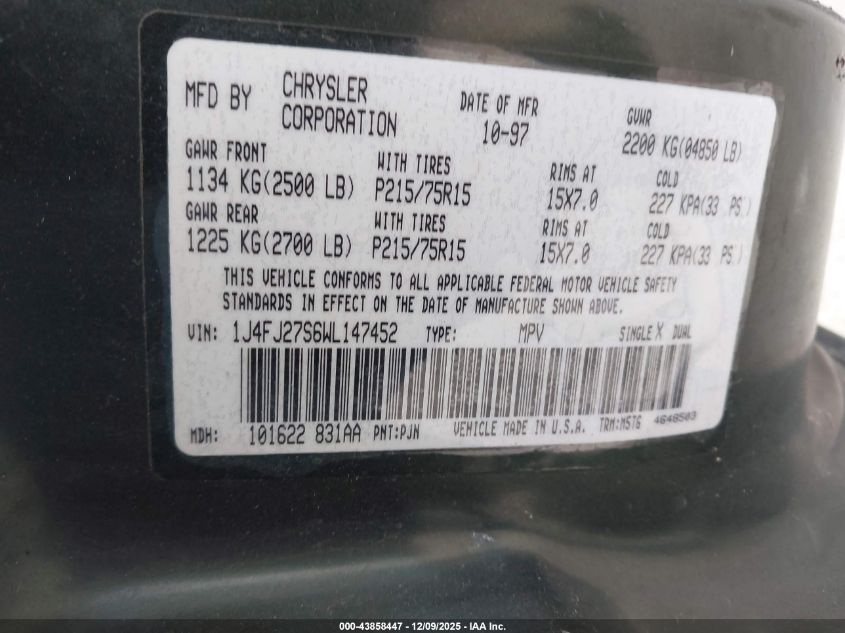 MFD BY CHRYSLER CORPORATION DATE OF MFR 10-97 GVWR 2200 KG(04850 LB)
GAWR FRONT WITH TIRES RIMS AT COLD
1134 KG(2500 LB) P215/75R15 15X7.0 227 KPA(33 PS )
GAWR REAR WITH TIRES RIMS AT COLD
1225 KG(2700 LB) P215/75R15 15X7.0 227 KPA(33 PS )
THIS VEHICLE CONFORMS TO ALL APPLICABLE FEDERAL MOTOR VEHICLE SAFETY
STANDARDS IN EFFECT ON THE DATE OF MANUFACTURE SHOWN ABOVE.
VIN: 1J4FJ27S6WL147452 TYPE: MPV SINGLE X DUAL
MDH: 101622 831AA PNT:PJN VEHICLE MADE IN U.S.A. TRM:M5TG 4648503
000-43858447 - 12/09/2025 - IAA Inc.